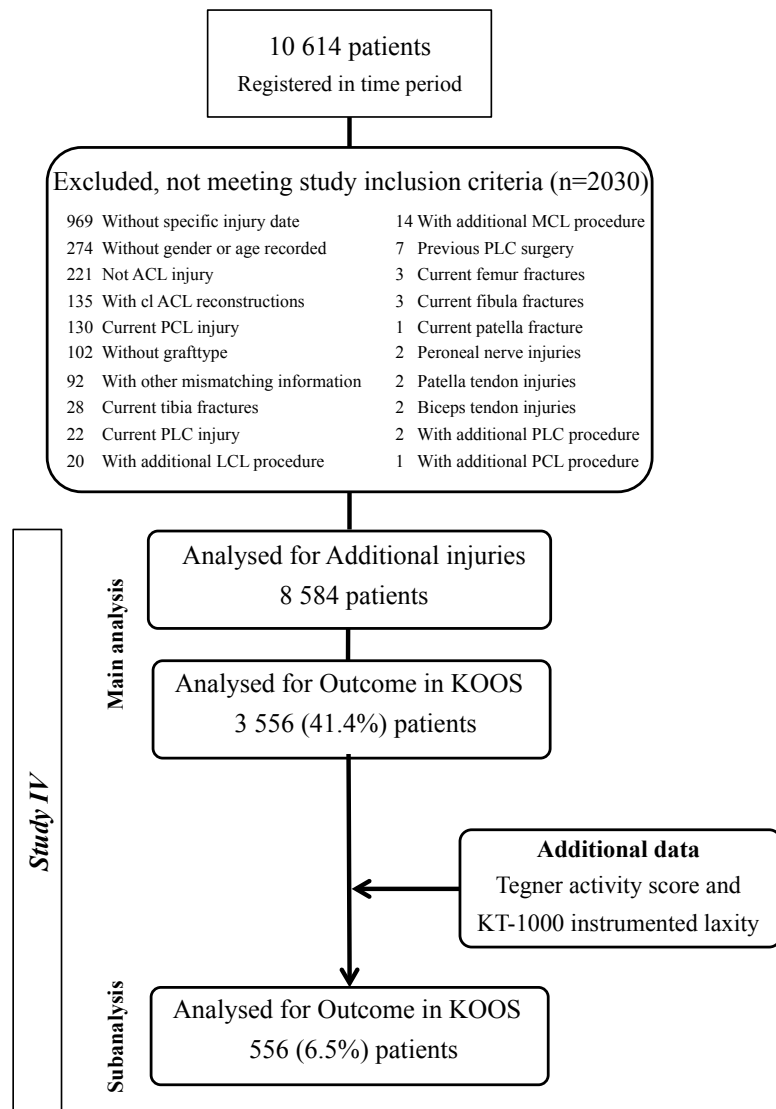 10 614 patients
Registered in time period
Excluded, not meeting study inclusion criteria (n=2030)
969 Without specific injury date
274 Without gender or age recorded
221 Not ACL injury
135 With cl ACL reconstructions
130 Current PCL injury
102 Without grafttype
92 With other mismatching information
28 Current tibia fractures
22 Current PLC injury
20 With additional LCL procedure
14 With additional MCL procedure
7 Previous PLC surgery
3 Current femur fractures
3 Current fibula fractures
1 Current patella fracture
2 Peroneal nerve injuries
2 Patella tendon injuries
2 Biceps tendon injuries
2 With additional PLC procedure
1 With additional PCL procedure
Study IV
Main analysis
Analysed for Additional injuries
8 584 patients
Analysed for Outcome in KOOS
3 556 (41.4%) patients
Additional data
Tegner activity score and
KT-1000 instrumented laxity
Subanalysis
Analysed for Outcome in KOOS
556 (6.5%) patients